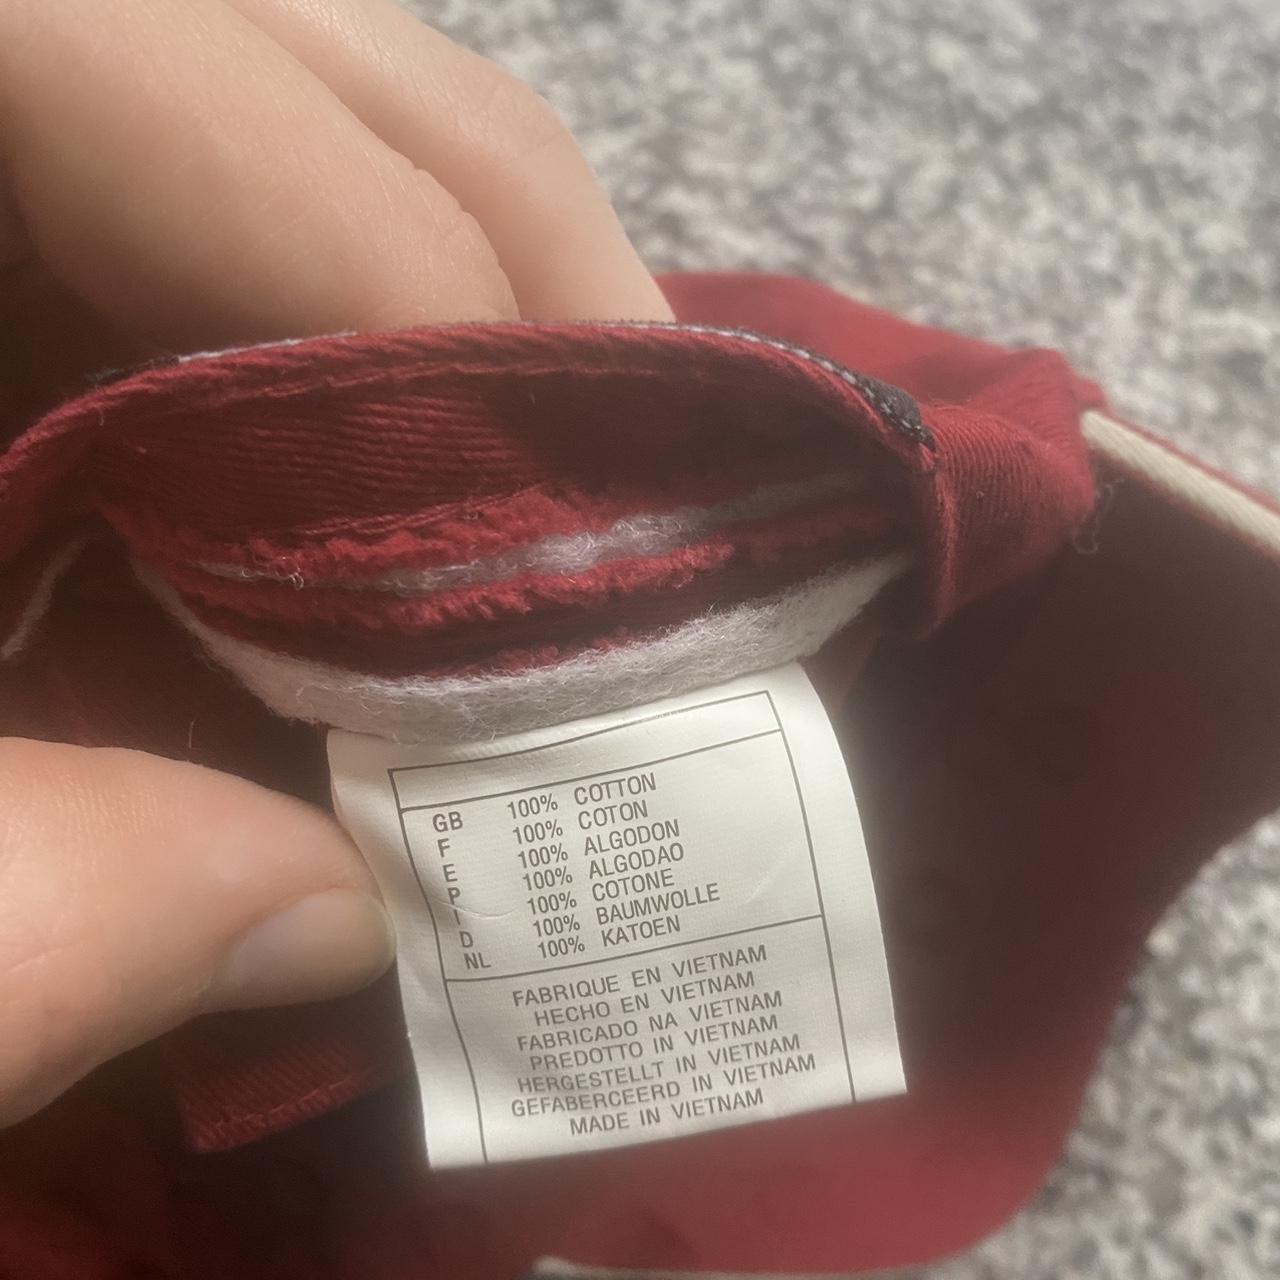 GB 100% COTTON
F 100% COTON
E 100% ALGODON
P 100% ALGODAO
I 100% COTONE
D 100% BAUMWOLLE
NL 100% KATOEN
FABRIQUE EN VIETNAM
HECHO EN VIETNAM
FABRICADO NA VIETNAM
PREDOTTO IN VIETNAM
HERGESTELLT IN VIETNAM
GEFABERCEERD IN VIETNAM
MADE IN VIETNAM